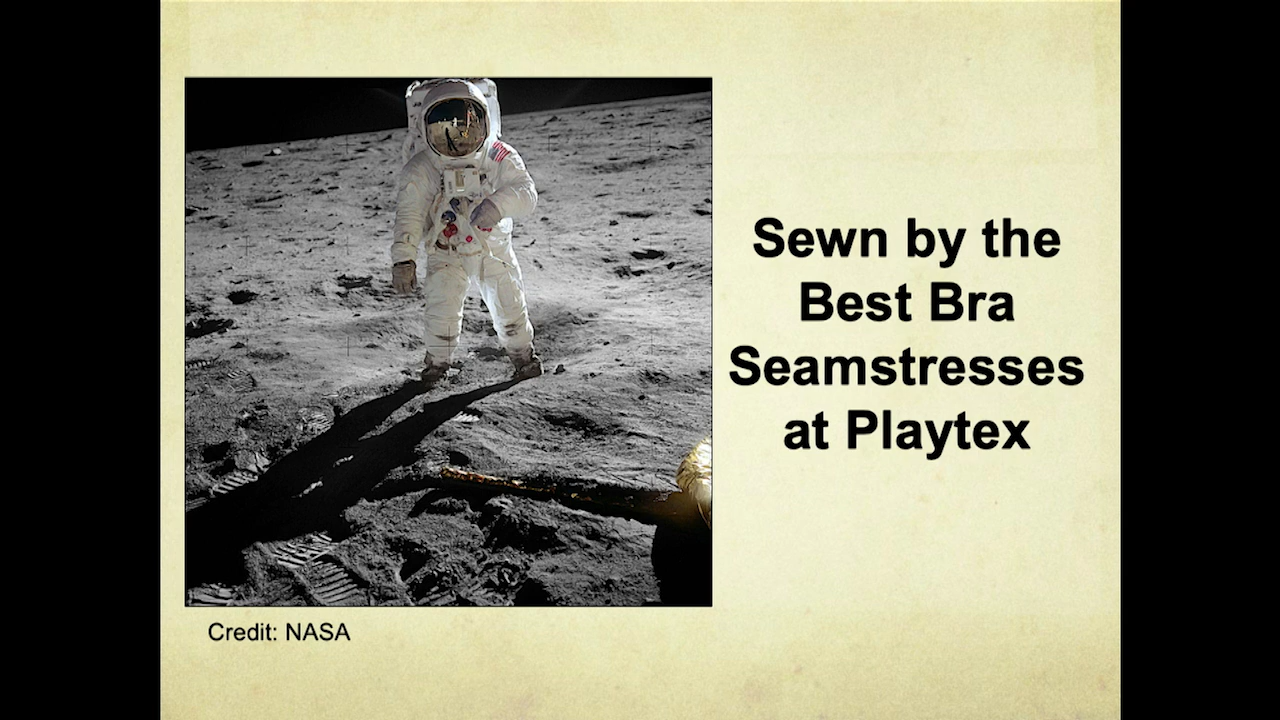 Sewn by the
Best Bra
Seamstresses
at Playtex
Credit: NASA